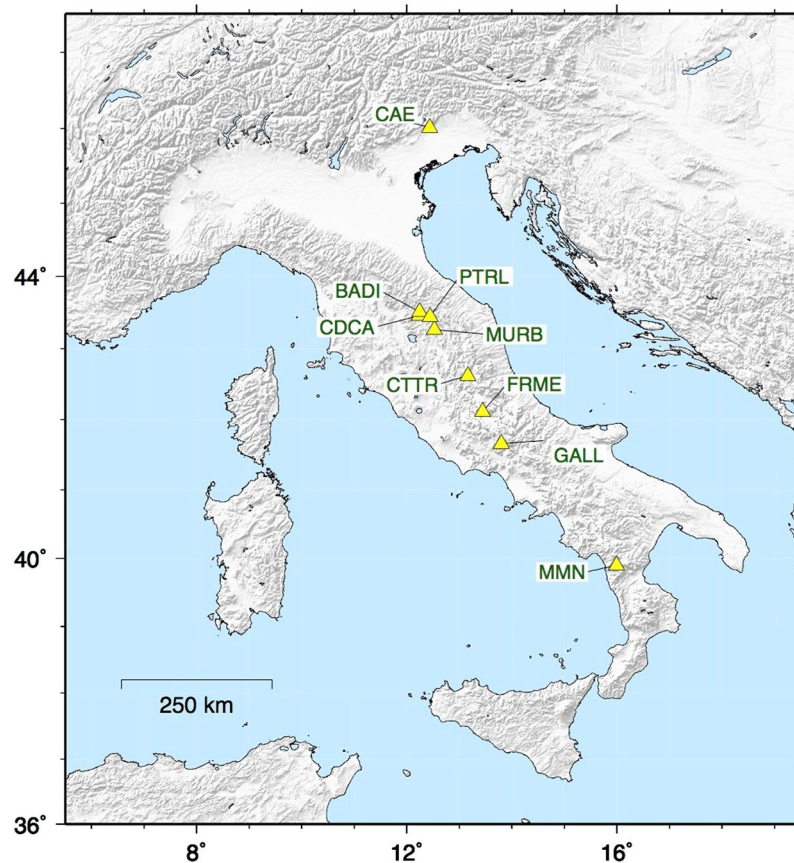 CAE
44°
PTRL
BADI
CDCA
MURB
CTTR
FRME
GALL
40°
MMN
250 km
36°
8°
12°
16°